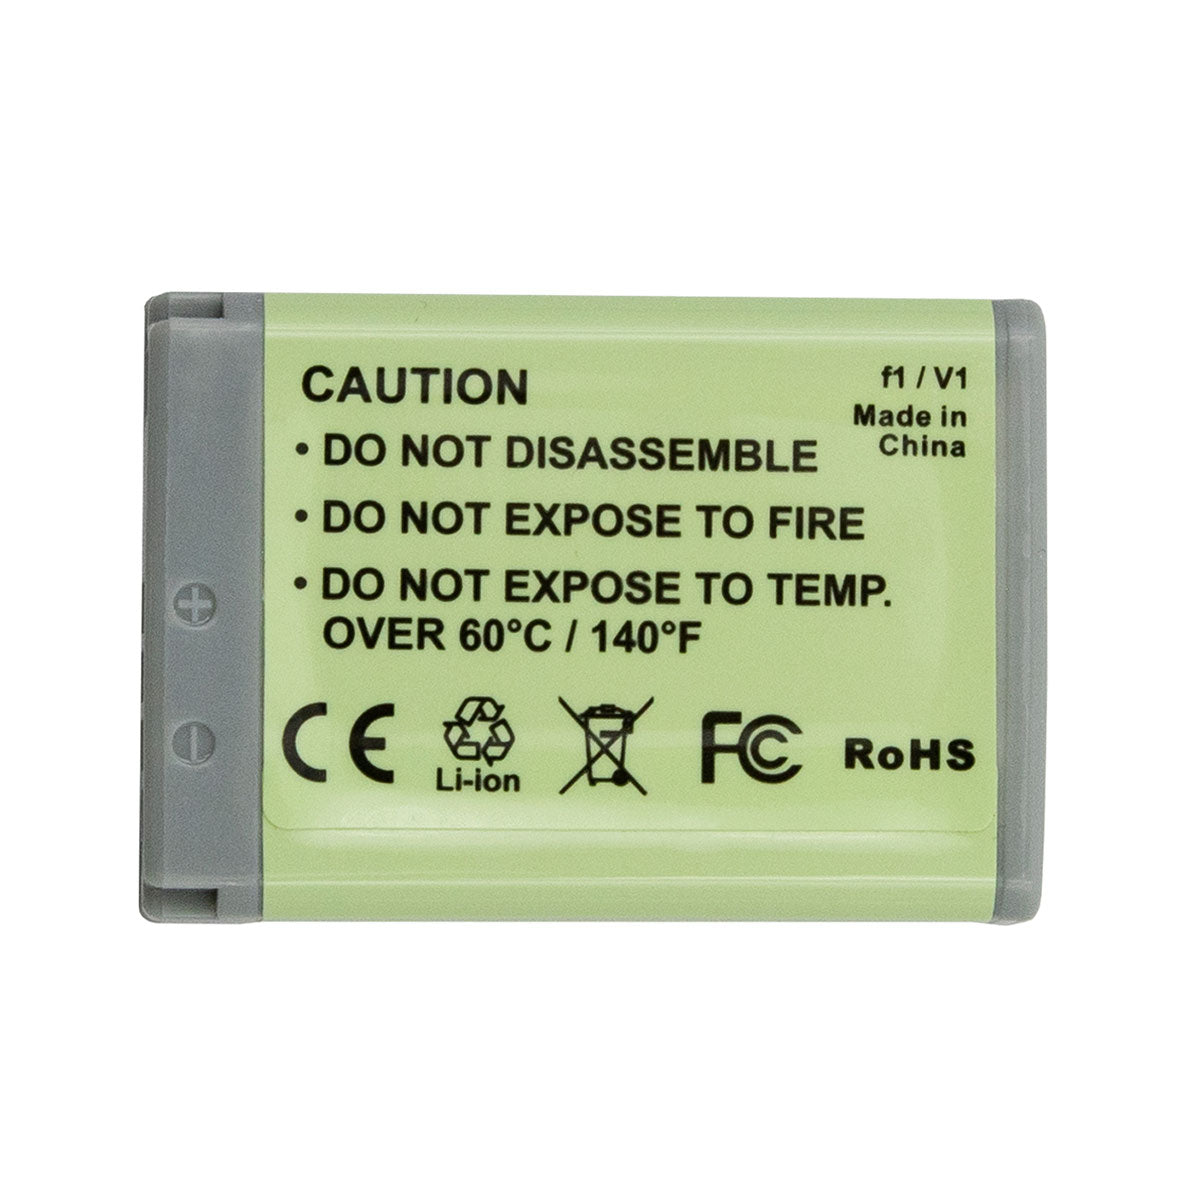 CAUTION
f1 / V1
Made in
China
• DO NOT DISASSEMBLE
• DO NOT EXPOSE TO FIRE
• DO NOT EXPOSE TO TEMP.
OVER 60°C / 140°F
CE
Li-ion
FC
RoHS
+
-